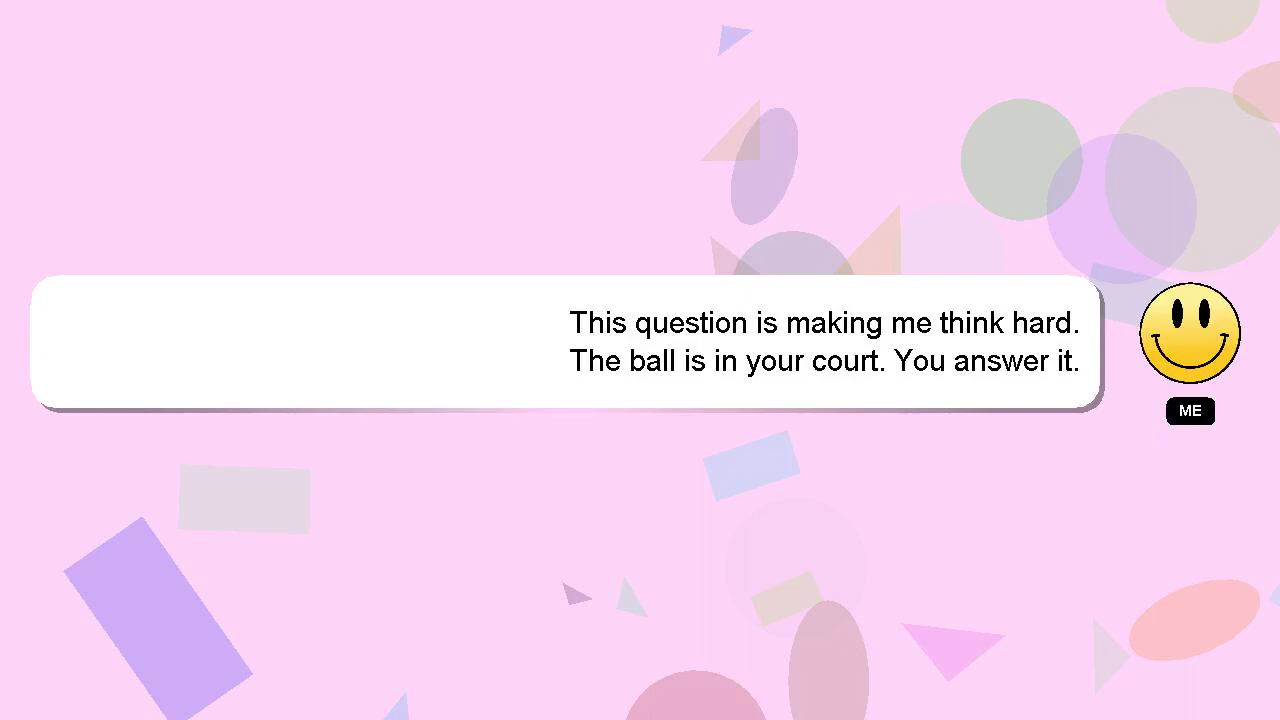 This question is making me think hard.
The ball is in your court. You answer it.
ME